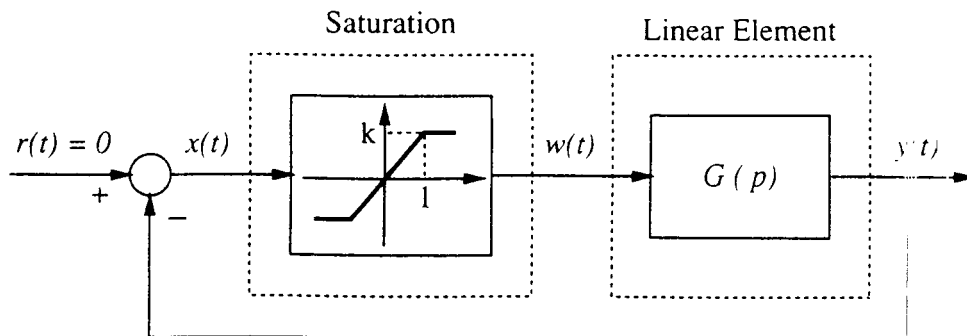 Saturation
Linear Element
r(t) = 0
x(t)
k
1
w(t)
G ( p )
y(t)
+
−